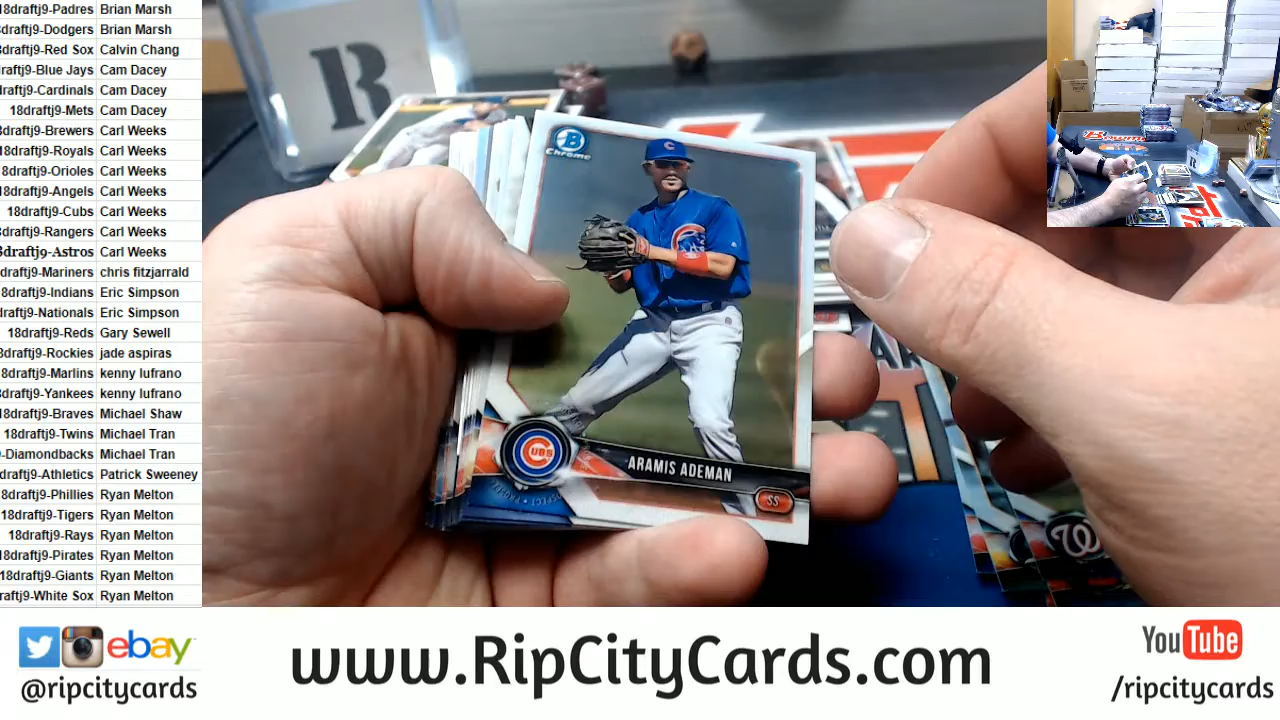 18draftj9-Padres Brian Marsh
draftj9-Dodgers Brian Marsh
8draftj9-Red Sox Calvin Chang
raftj9-Blue Jays Cam Dacey
draftj9-Cardinals Cam Dacey
18draftj9-Mets Cam Dacey
draftj9-Brewers Carl Weeks
18draftj9-Royals Carl Weeks
8draftj9-Orioles Carl Weeks
18draftj9-Angels Carl Weeks
18draftj9-Cubs Carl Weeks
8draftj9-Rangers Carl Weeks
8draftj9-Astros Carl Weeks
draftj9-Mariners chris fitzjarrald
8draftj9-Indians Eric Simpson
draftj9-Nationals Eric Simpson
18draftj9-Reds Gary Sewell
8draftj9-Rockies jade aspiras
8draftj9-Marlins kenny lufrano
8draftj9-Yankees kenny lufrano
18draftj9-Braves Michael Shaw
18draftj9-Twins Michael Tran
9-Diamondbacks Michael Tran
draftj9-Athletics Patrick Sweeney
8draftj9-Phillies Ryan Melton
18draftj9-Tigers Ryan Melton
18draftj9-Rays Ryan Melton
8draftj9-Pirates Ryan Melton
18draftj9-Giants Ryan Melton
raftj9-White Sox Ryan Melton
R
B
Chrome
C
CUBS
ARAMIS ADEMAN
SS
W
Bowman
ebay
@ripcitycards
www.RipCityCards.com
YouTube
/ripcitycards